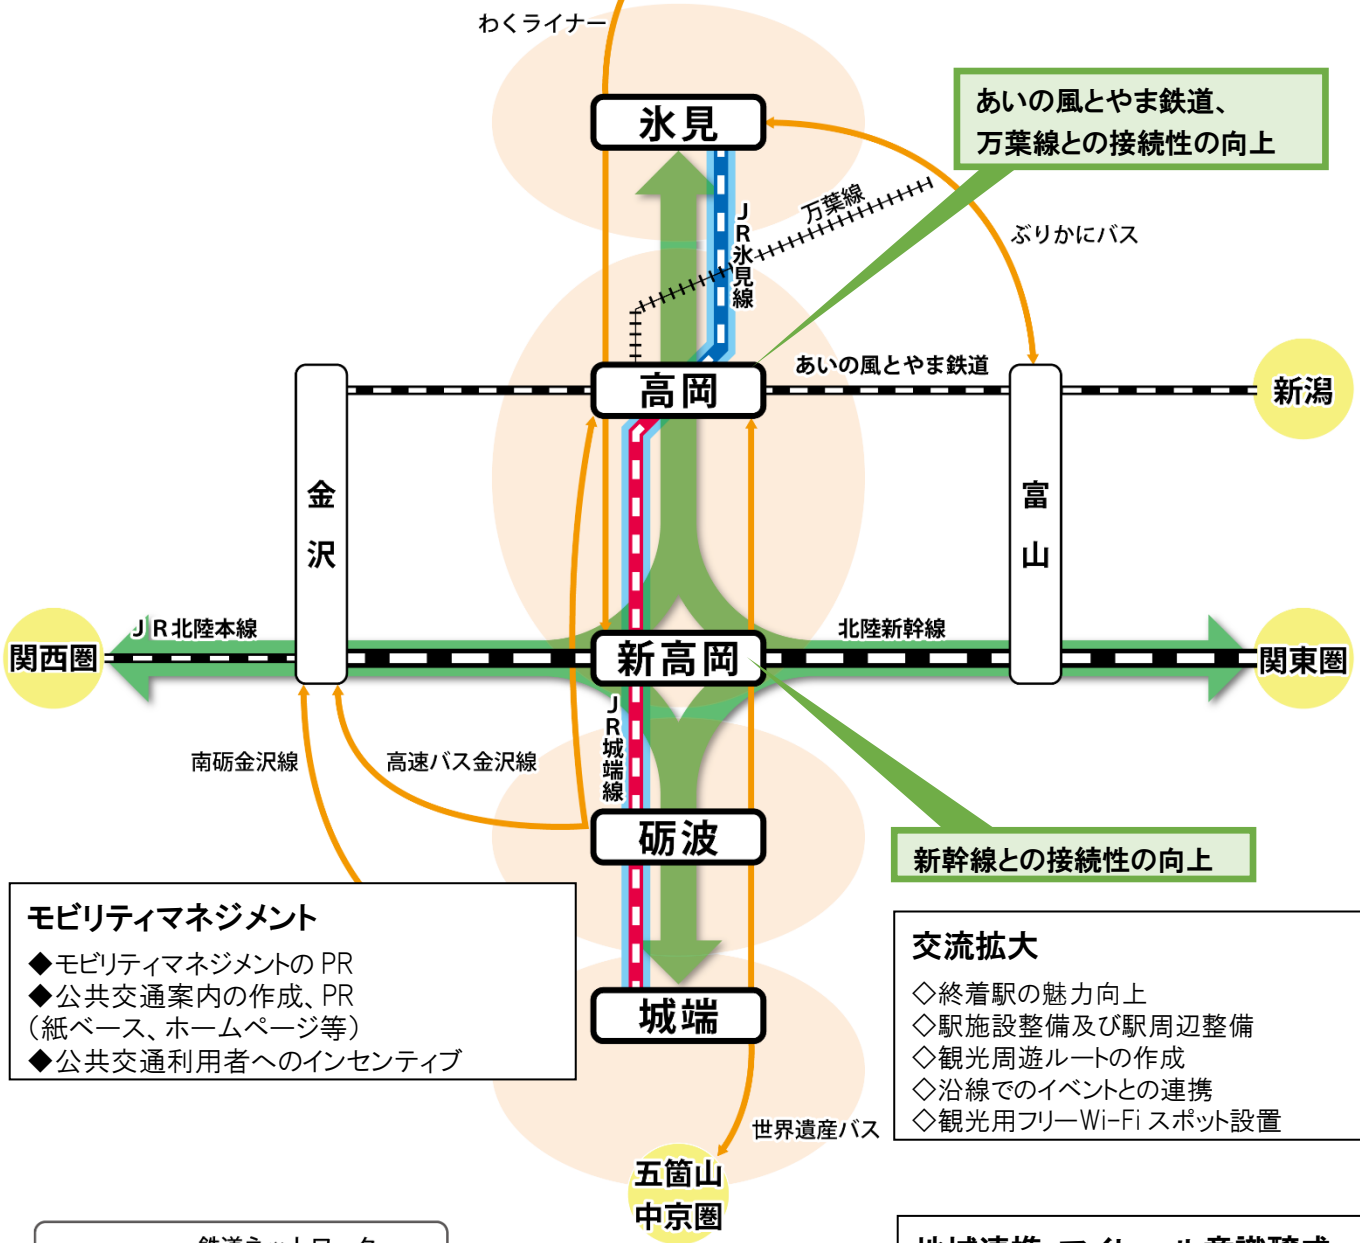 わくライナー
氷見
あいの風とやま鉄道、
万葉線との接続性の向上
万葉線
JR氷見線
ぶりかにバス
高岡
あいの風とやま鉄道
新潟
金沢
富山
JR北陸本線
北陸新幹線
関西圏
新高岡
関東圏
JR城端線
南砺金沢線
高速バス金沢線
砺波
新幹線との接続性の向上
モビリティマネジメント
◆モビリティマネジメントの PR
◆公共交通案内の作成、PR
（紙ベース、ホームページ等）
◆公共交通利用者へのインセンティブ
城端
交流拡大
◇終着駅の魅力向上
◇駅施設整備及び駅周辺整備
◇観光周遊ルートの作成
◇沿線でのイベントとの連携
◇観光用フリーWi-Fi スポット設置
世界遺産バス
五箇山
中京圏
鉄道ネットワーク